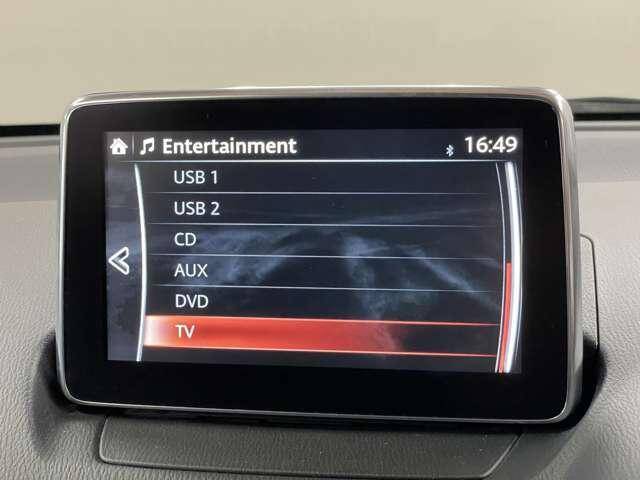 Entertainment 16:49
USB 1
USB 2
CD
AUX
DVD
TV